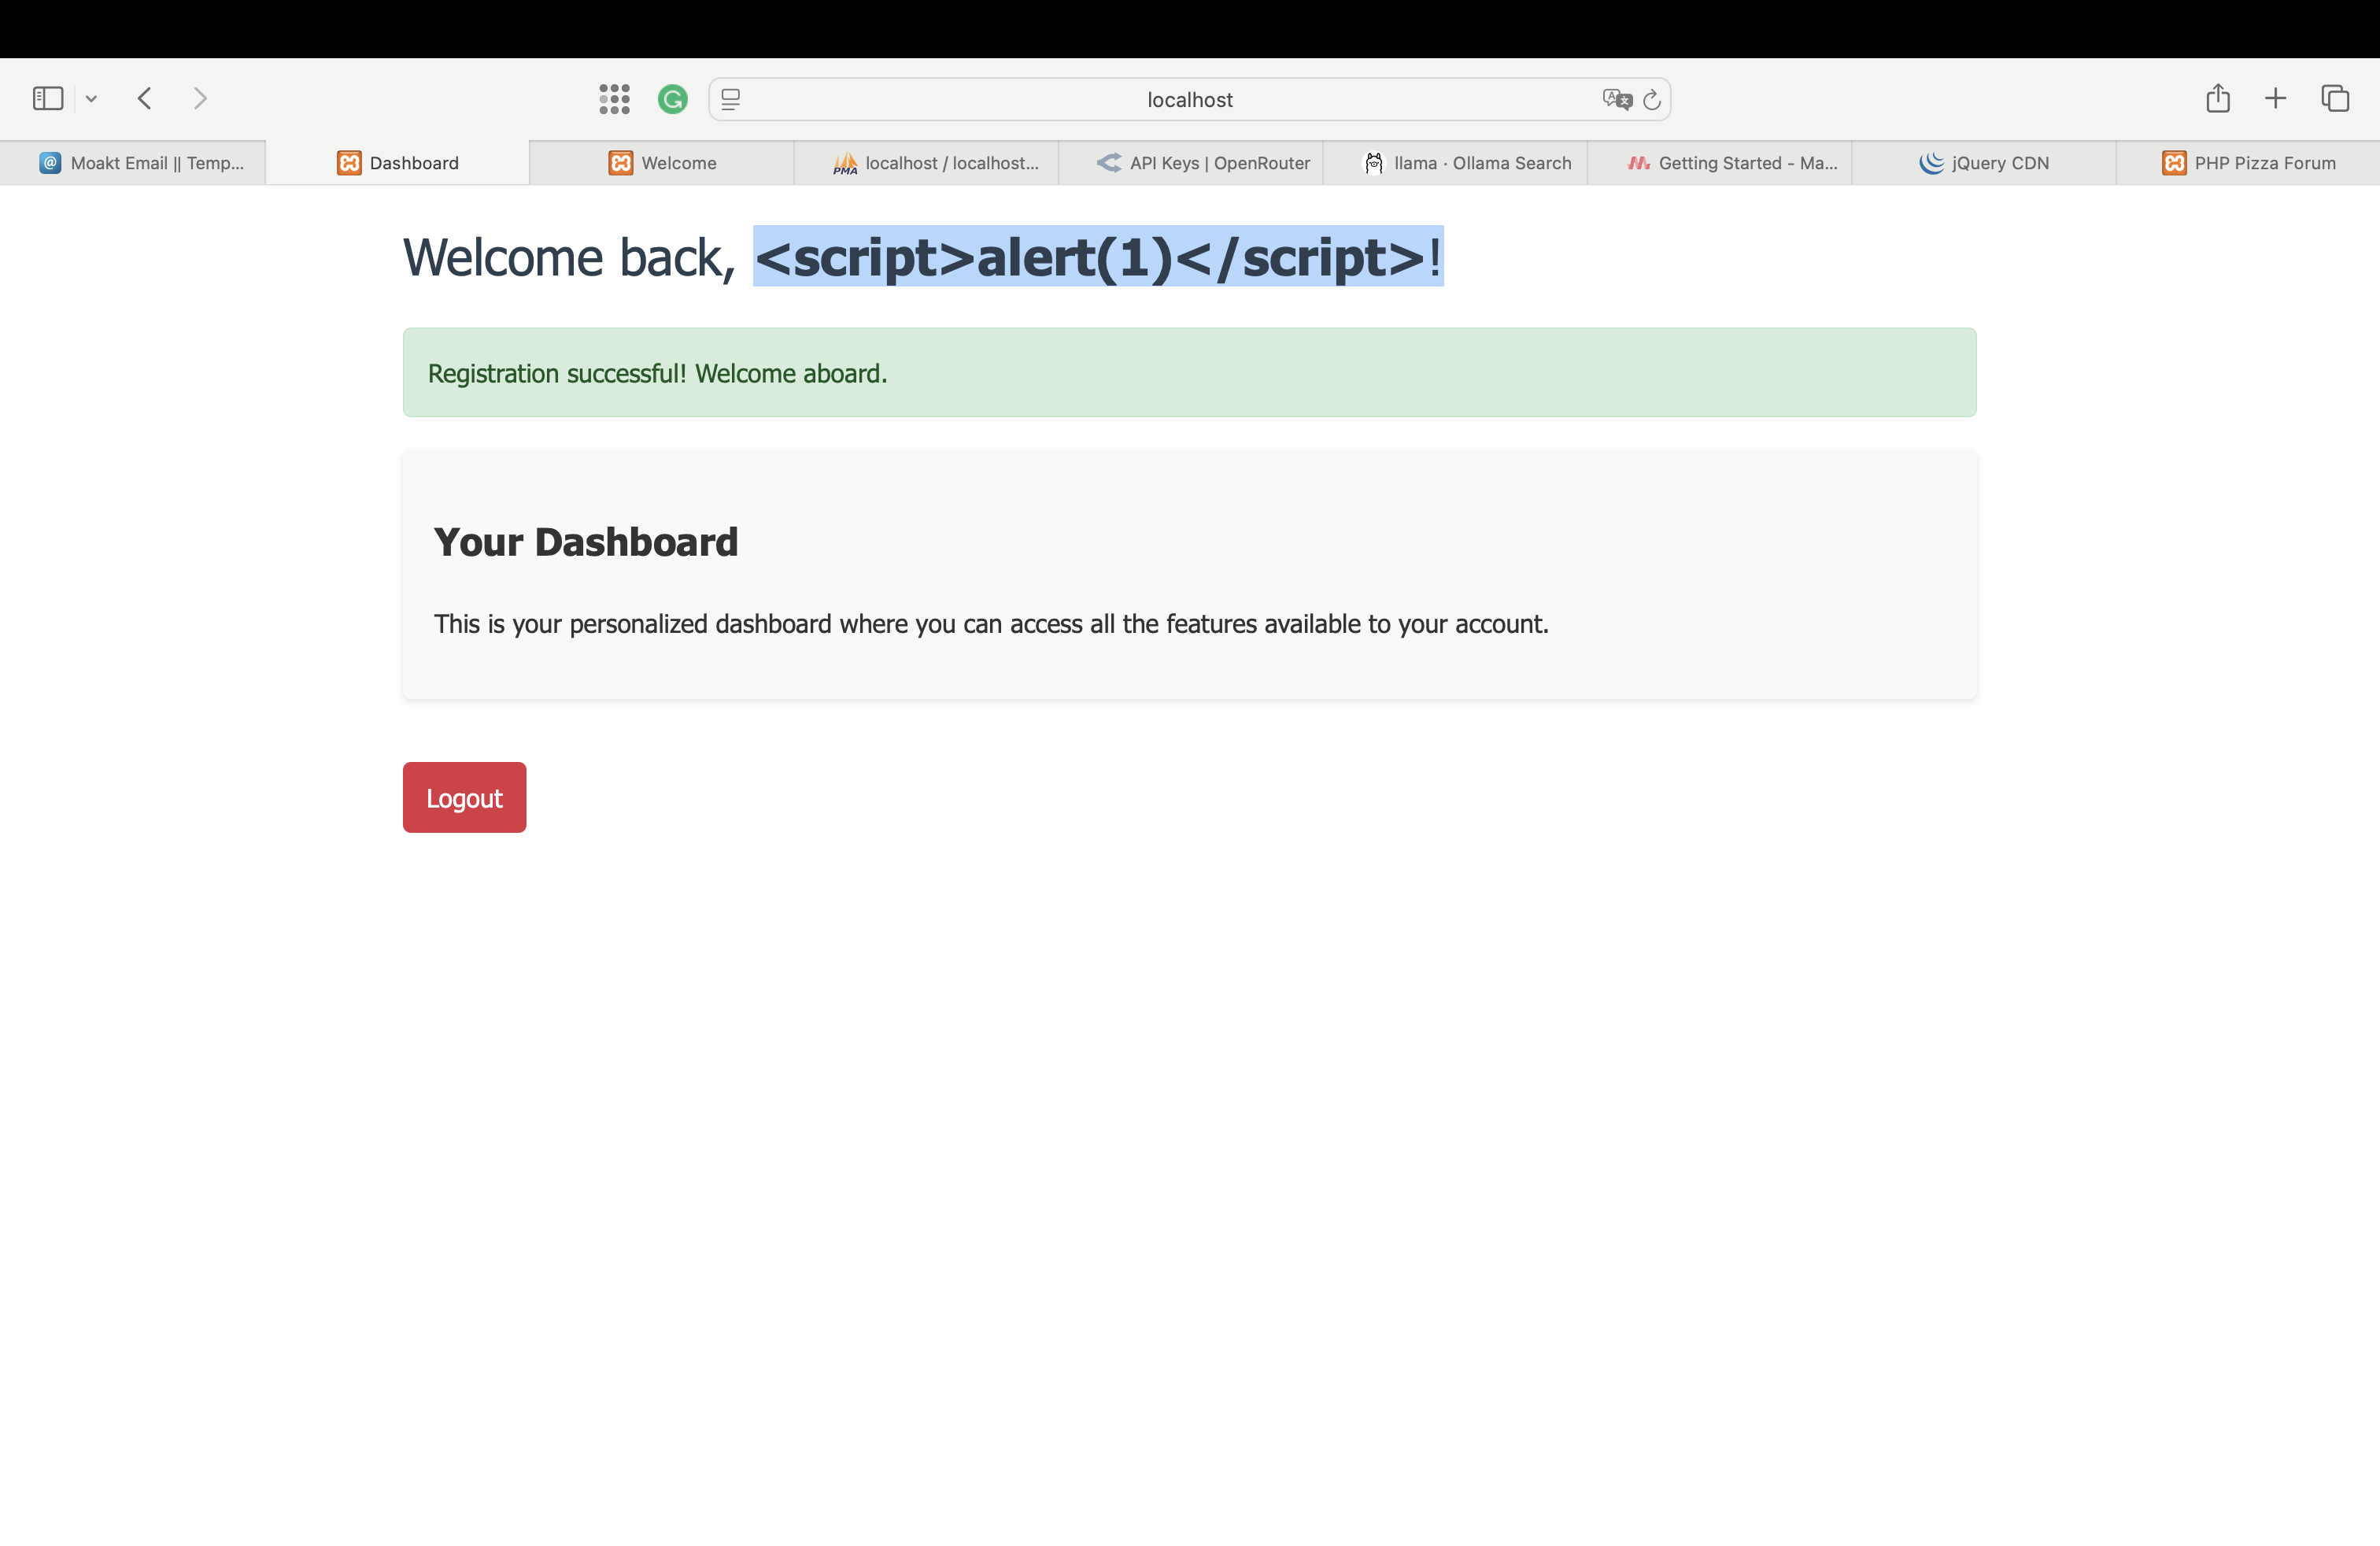 localhost
Moakt Email || Temp...
Dashboard
Welcome
PMA
localhost / localhost...
API Keys | OpenRouter
llama · Ollama Search
Getting Started - Ma...
jQuery CDN
PHP Pizza Forum
Welcome back, <script>alert(1)</script>!
Registration successful! Welcome aboard.
Your Dashboard
This is your personalized dashboard where you can access all the features available to your account.
Logout